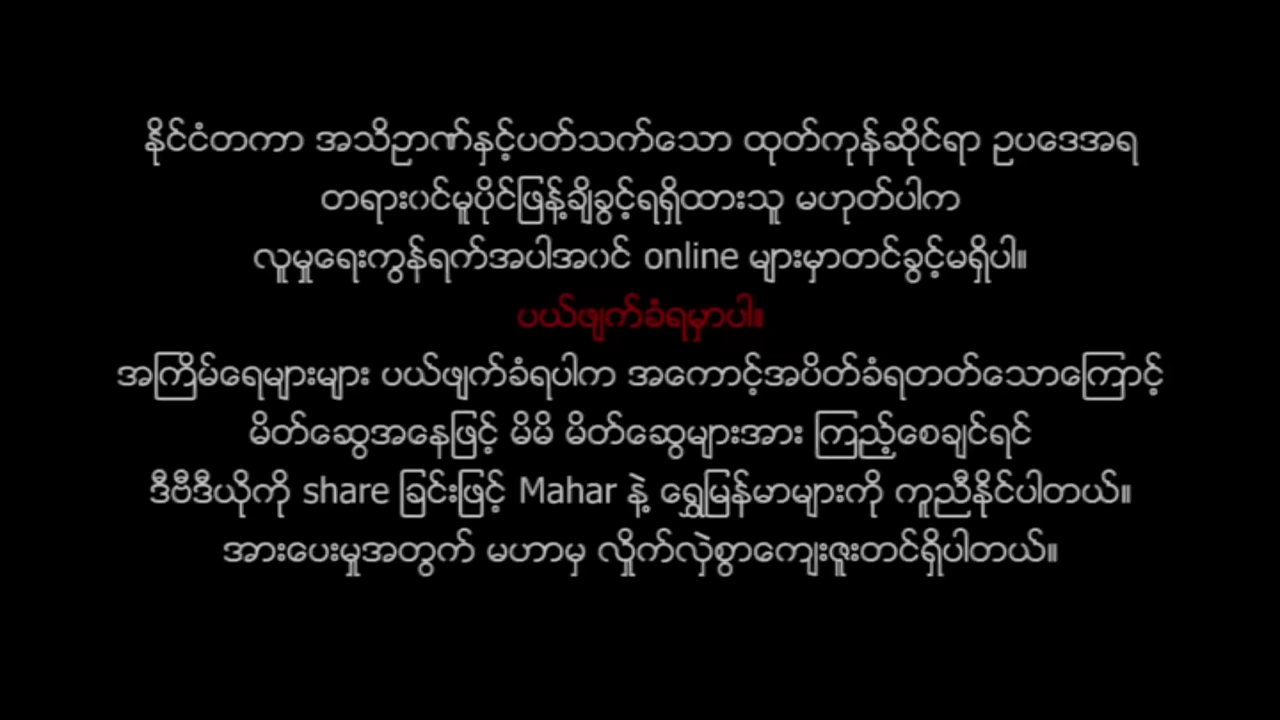 နိုင်ငံတကာ အသိဉာဏ်နှင့်ပတ်သက်သော ထုတ်ကုန်ဆိုင်ရာ ဥပဒေအရ
တရား၀င်မူပိုင်ဖြန့်ချိခွင့်ရရှိထားသူ မဟုတ်ပါက
လူမှုရေးကွန်ရက်အပါအ၀င် online များမှာတင်ခွင့်မရှိပါ။
ပယ်ဖျက်ခံရမှာပါ။
အကြိမ်ရေများများ ပယ်ဖျက်ခံရပါက အကောင့်အပိတ်ခံရတတ်သောကြောင့်
မိတ်ဆွေအနေဖြင့် မိမိ မိတ်ဆွေများအား ကြည့်စေချင်ရင်
ဒီဗီဒီယိုကို share ခြင်းဖြင့် Mahar နဲ့ ရွှေမြန်မာများကို ကူညီနိုင်ပါတယ်။
အားပေးမှုအတွက် မဟာမှ လှိုက်လှဲစွာကျေးဇူးတင်ရှိပါတယ်။